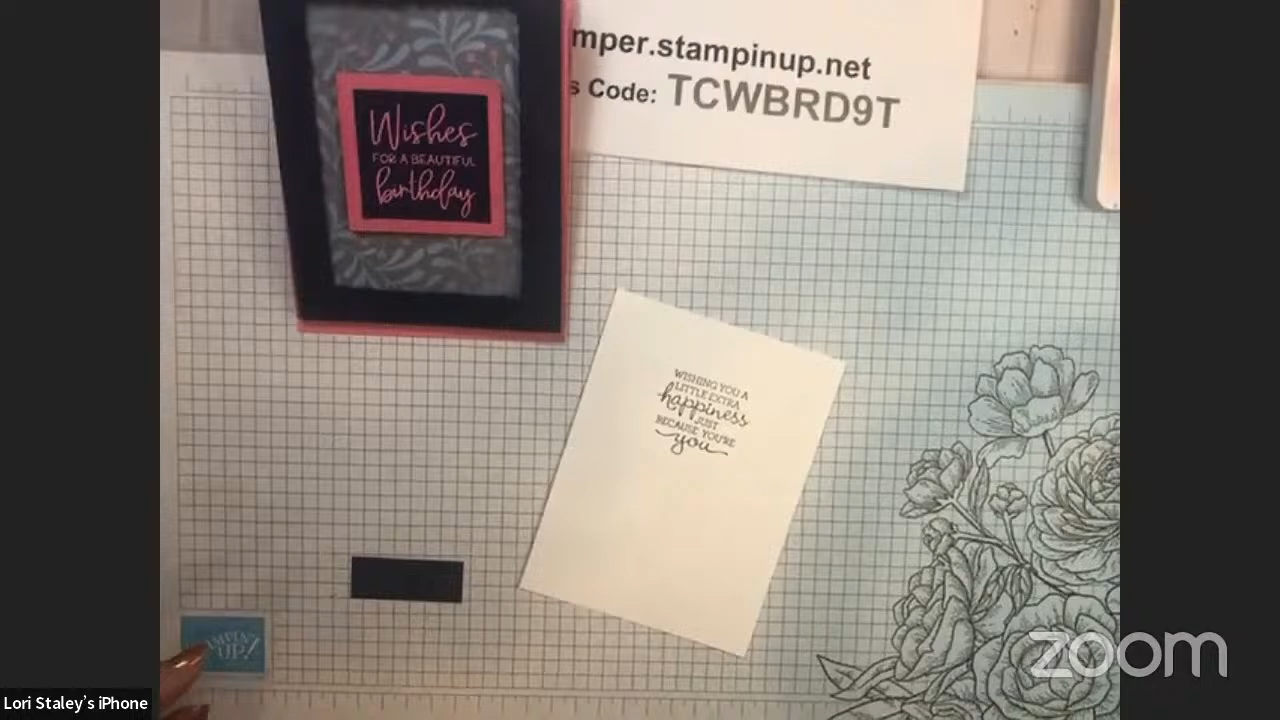 mper.stampinup.net
s Code: TCWBRD9T
Wishes
FOR A BEAUTIFUL
birthday
WISHING YOU A
LITTLE EXTRA
happiness
JUST
BECAUSE YOU'RE
you
STAMPIN'
UP!
zoom
Lori Staley's iPhone